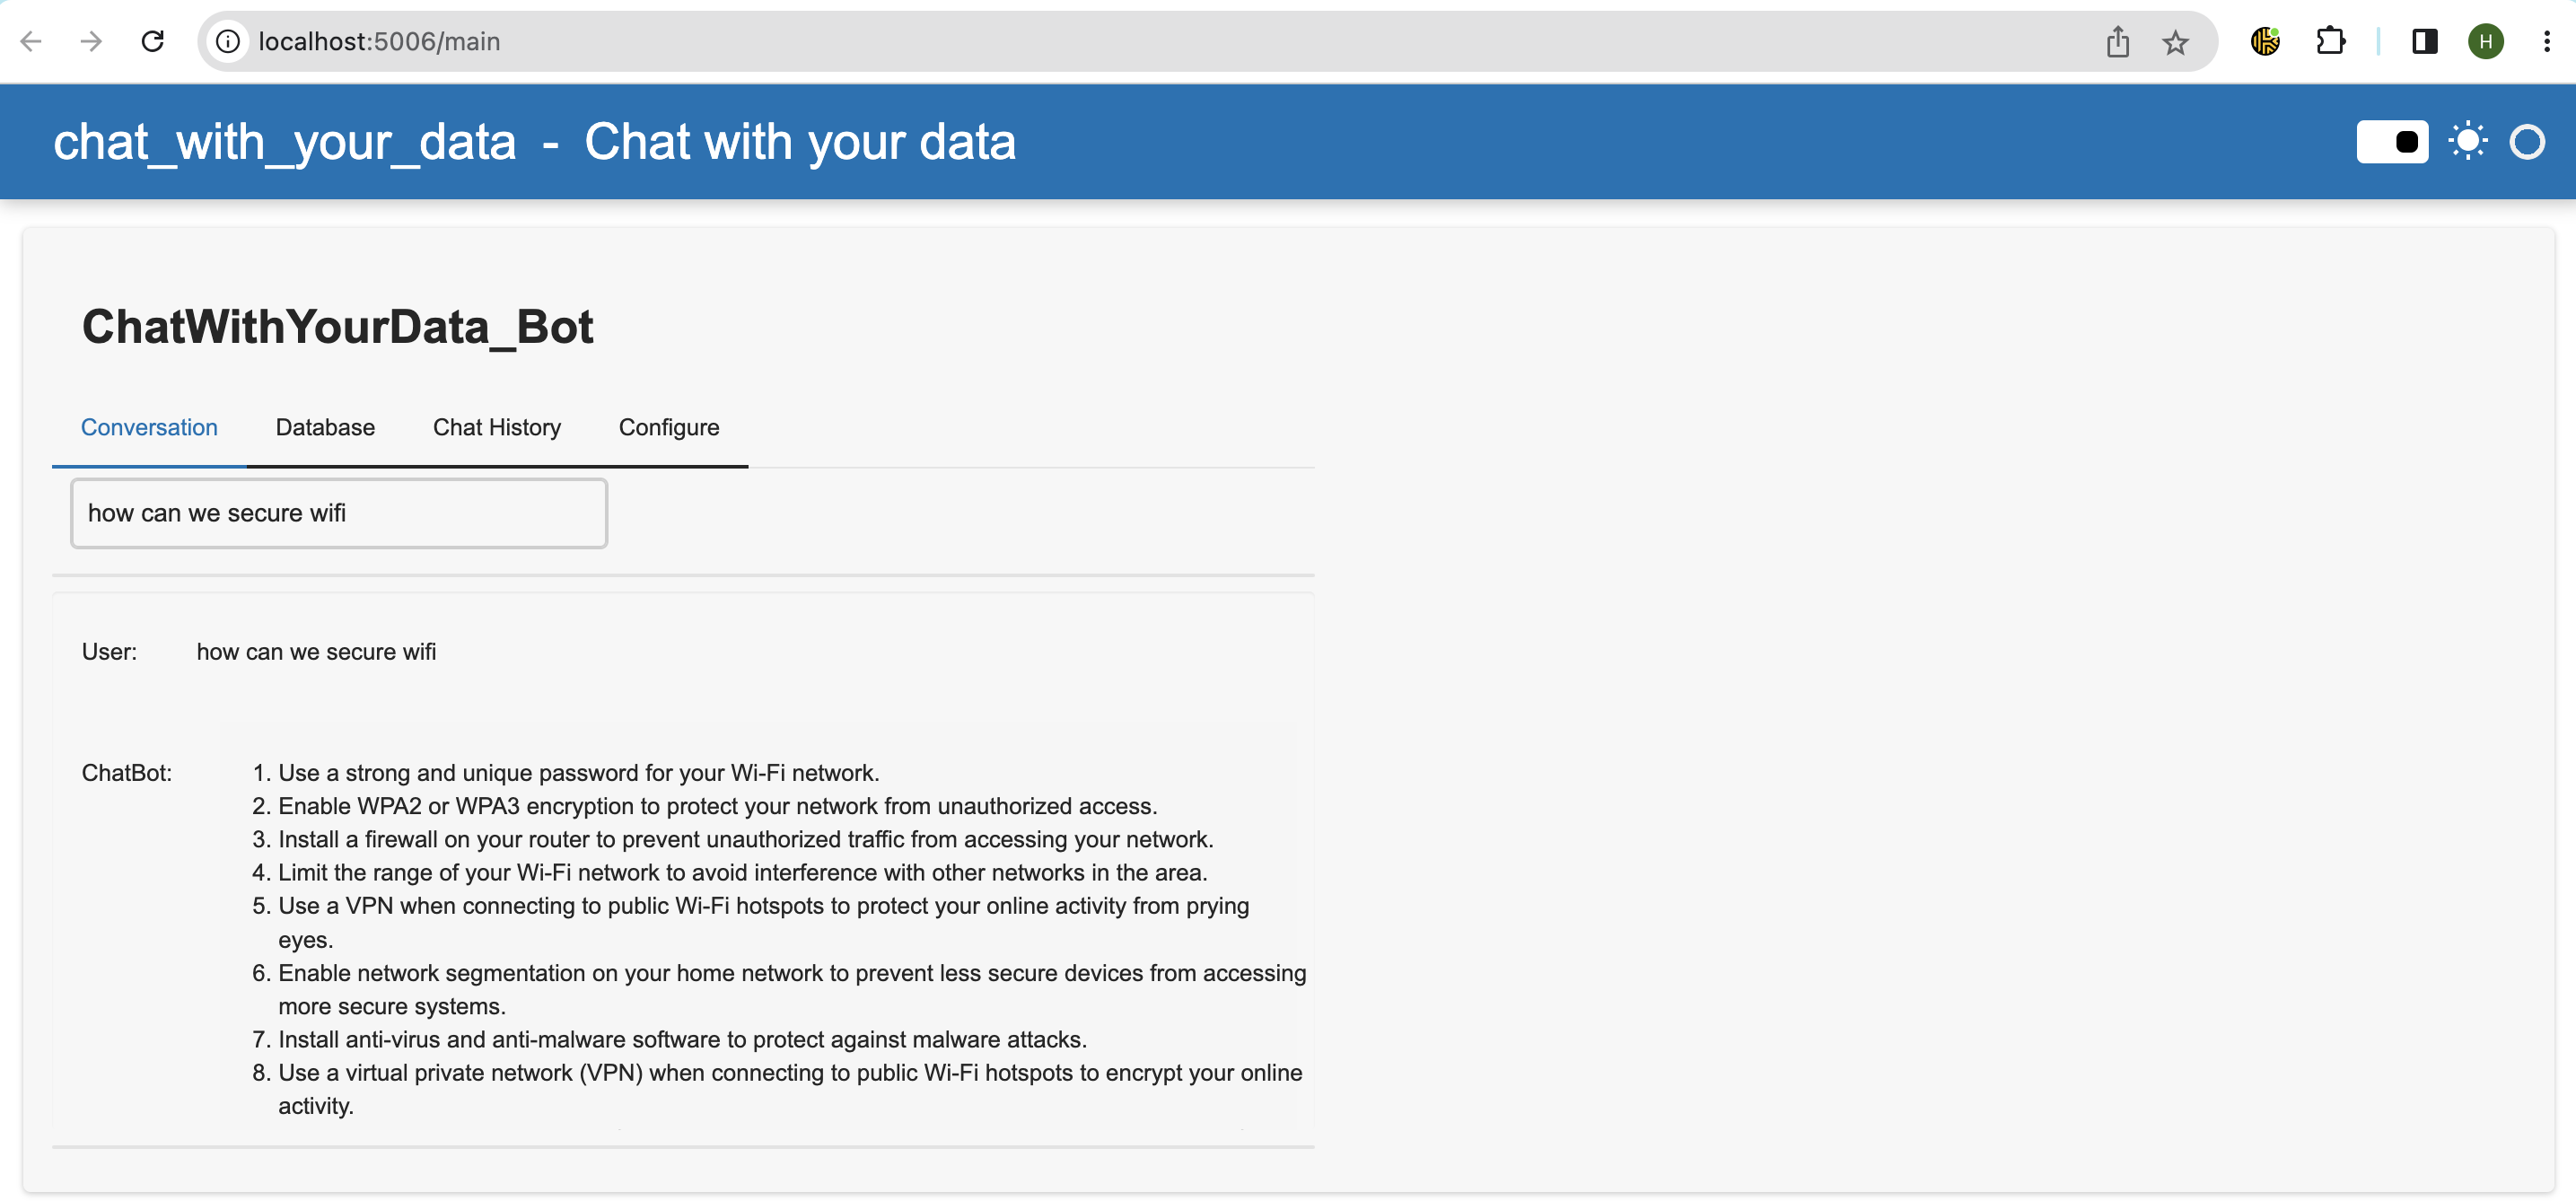 localhost:5006/main
H
chat_with_your_data - Chat with your data
ChatWithYourData_Bot
Conversation Database Chat History Configure
how can we secure wifi
User: how can we secure wifi
ChatBot: 1. Use a strong and unique password for your Wi-Fi network.
2. Enable WPA2 or WPA3 encryption to protect your network from unauthorized access.
3. Install a firewall on your router to prevent unauthorized traffic from accessing your network.
4. Limit the range of your Wi-Fi network to avoid interference with other networks in the area.
5. Use a VPN when connecting to public Wi-Fi hotspots to protect your online activity from prying
eyes.
6. Enable network segmentation on your home network to prevent less secure devices from accessing
more secure systems.
7. Install anti-virus and anti-malware software to protect against malware attacks.
8. Use a virtual private network (VPN) when connecting to public Wi-Fi hotspots to encrypt your online
activity.